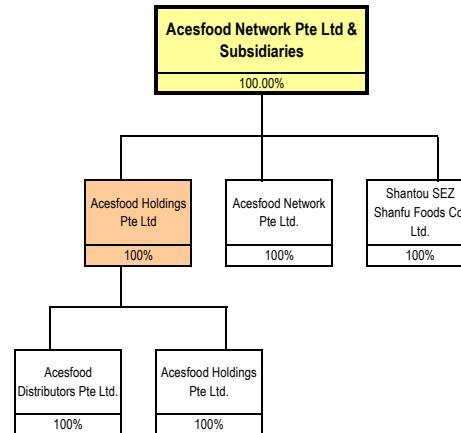 Acesfood Network Pte Ltd &
Subsidiaries
100.00%
Acesfood Holdings
Pte Ltd
100%
Acesfood Network
Pte Ltd.
100%
Shantou SEZ
Shanfu Foods Co
Ltd.
100%
Acesfood
Distributors Pte Ltd.
100%
Acesfood Holdings
Pte Ltd.
100%